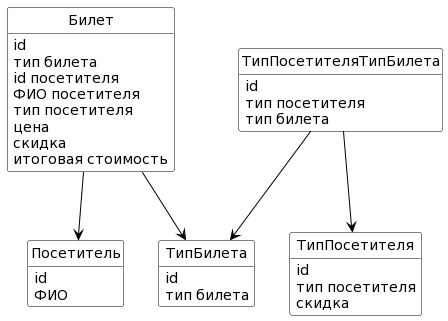 Билет
id
тип билета
id посетителя
ФИО посетителя
тип посетителя
цена
скидка
итоговая стоимость
ТипПосетителяТипБилета
id
тип посетителя
тип билета
Посетитель
id
ФИО
ТипБилета
id
тип билета
ТипПосетителя
id
тип посетителя
скидка